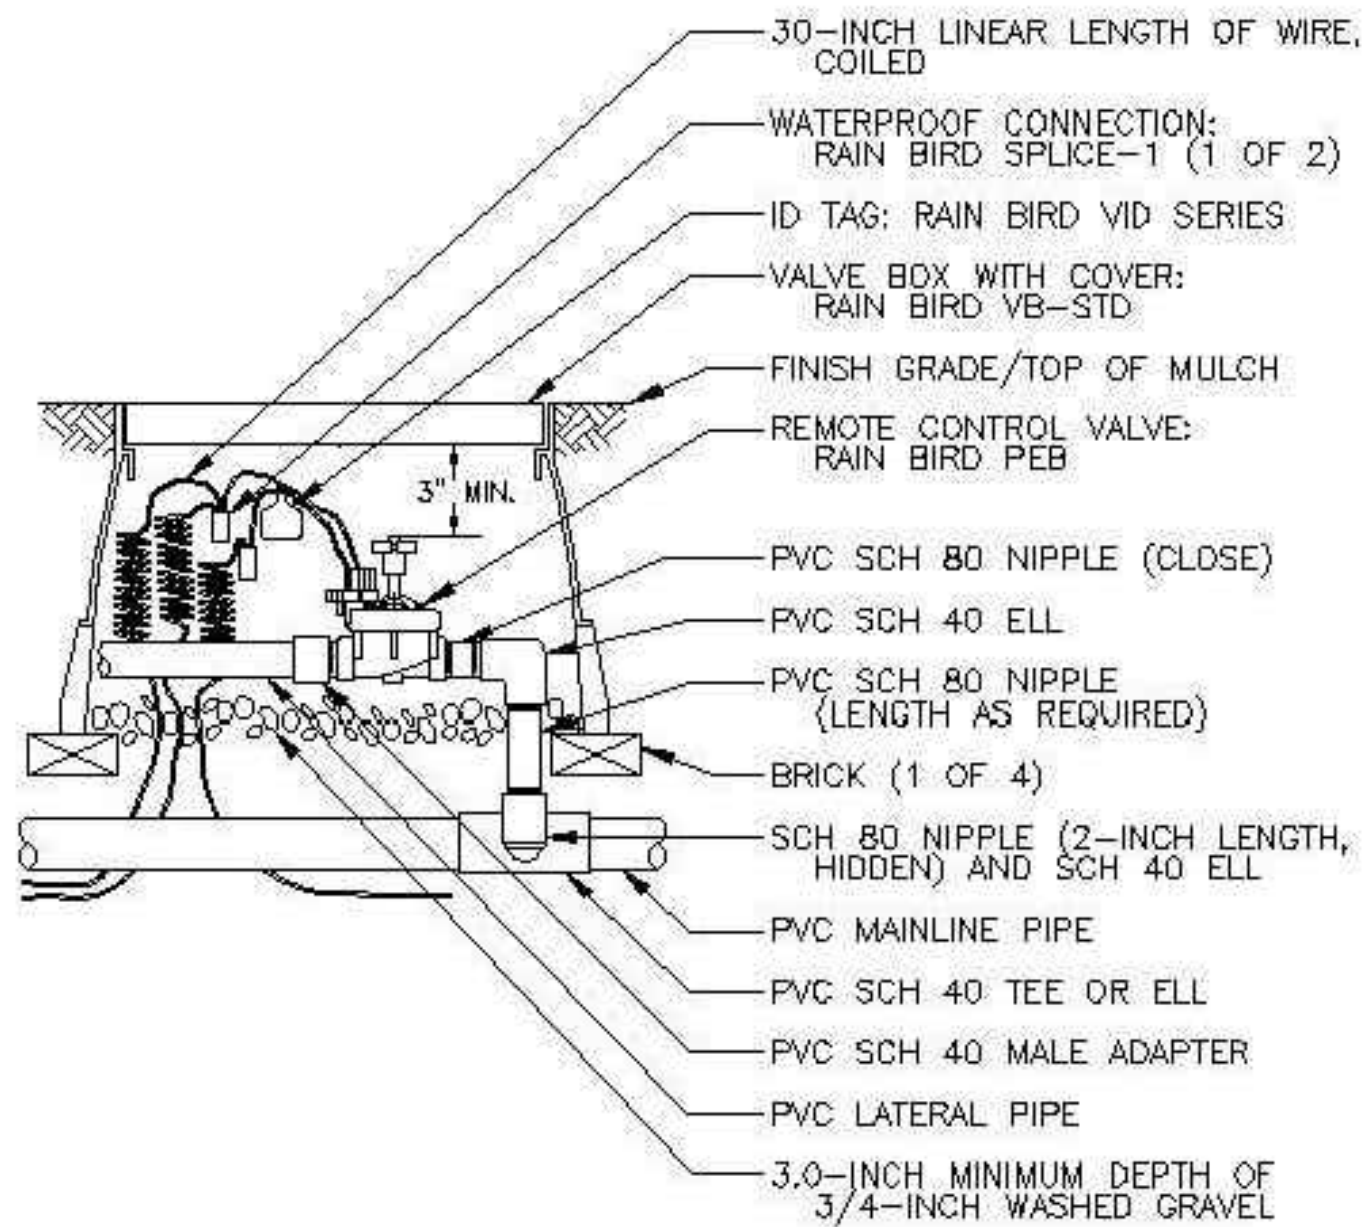 30-INCH LINEAR LENGTH OF WIRE,
COILED
WATERPROOF CONNECTION:
RAIN BIRD SPLICE-1 (1 OF 2)
ID TAG: RAIN BIRD VID SERIES
VALVE BOX WITH COVER:
RAIN BIRD VB-STD
FINISH GRADE/TOP OF MULCH
REMOTE CONTROL VALVE:
RAIN BIRD PEB
3" MIN.
PVC SCH 80 NIPPLE (CLOSE)
PVC SCH 40 ELL
PVC SCH 80 NIPPLE
(LENGTH AS REQUIRED)
BRICK (1 OF 4)
SCH 80 NIPPLE (2-INCH LENGTH,
HIDDEN) AND SCH 40 ELL
PVC MAINLINE PIPE
PVC SCH 40 TEE OR ELL
PVC SCH 40 MALE ADAPTER
PVC LATERAL PIPE
3.0-INCH MINIMUM DEPTH OF
3/4-INCH WASHED GRAVEL